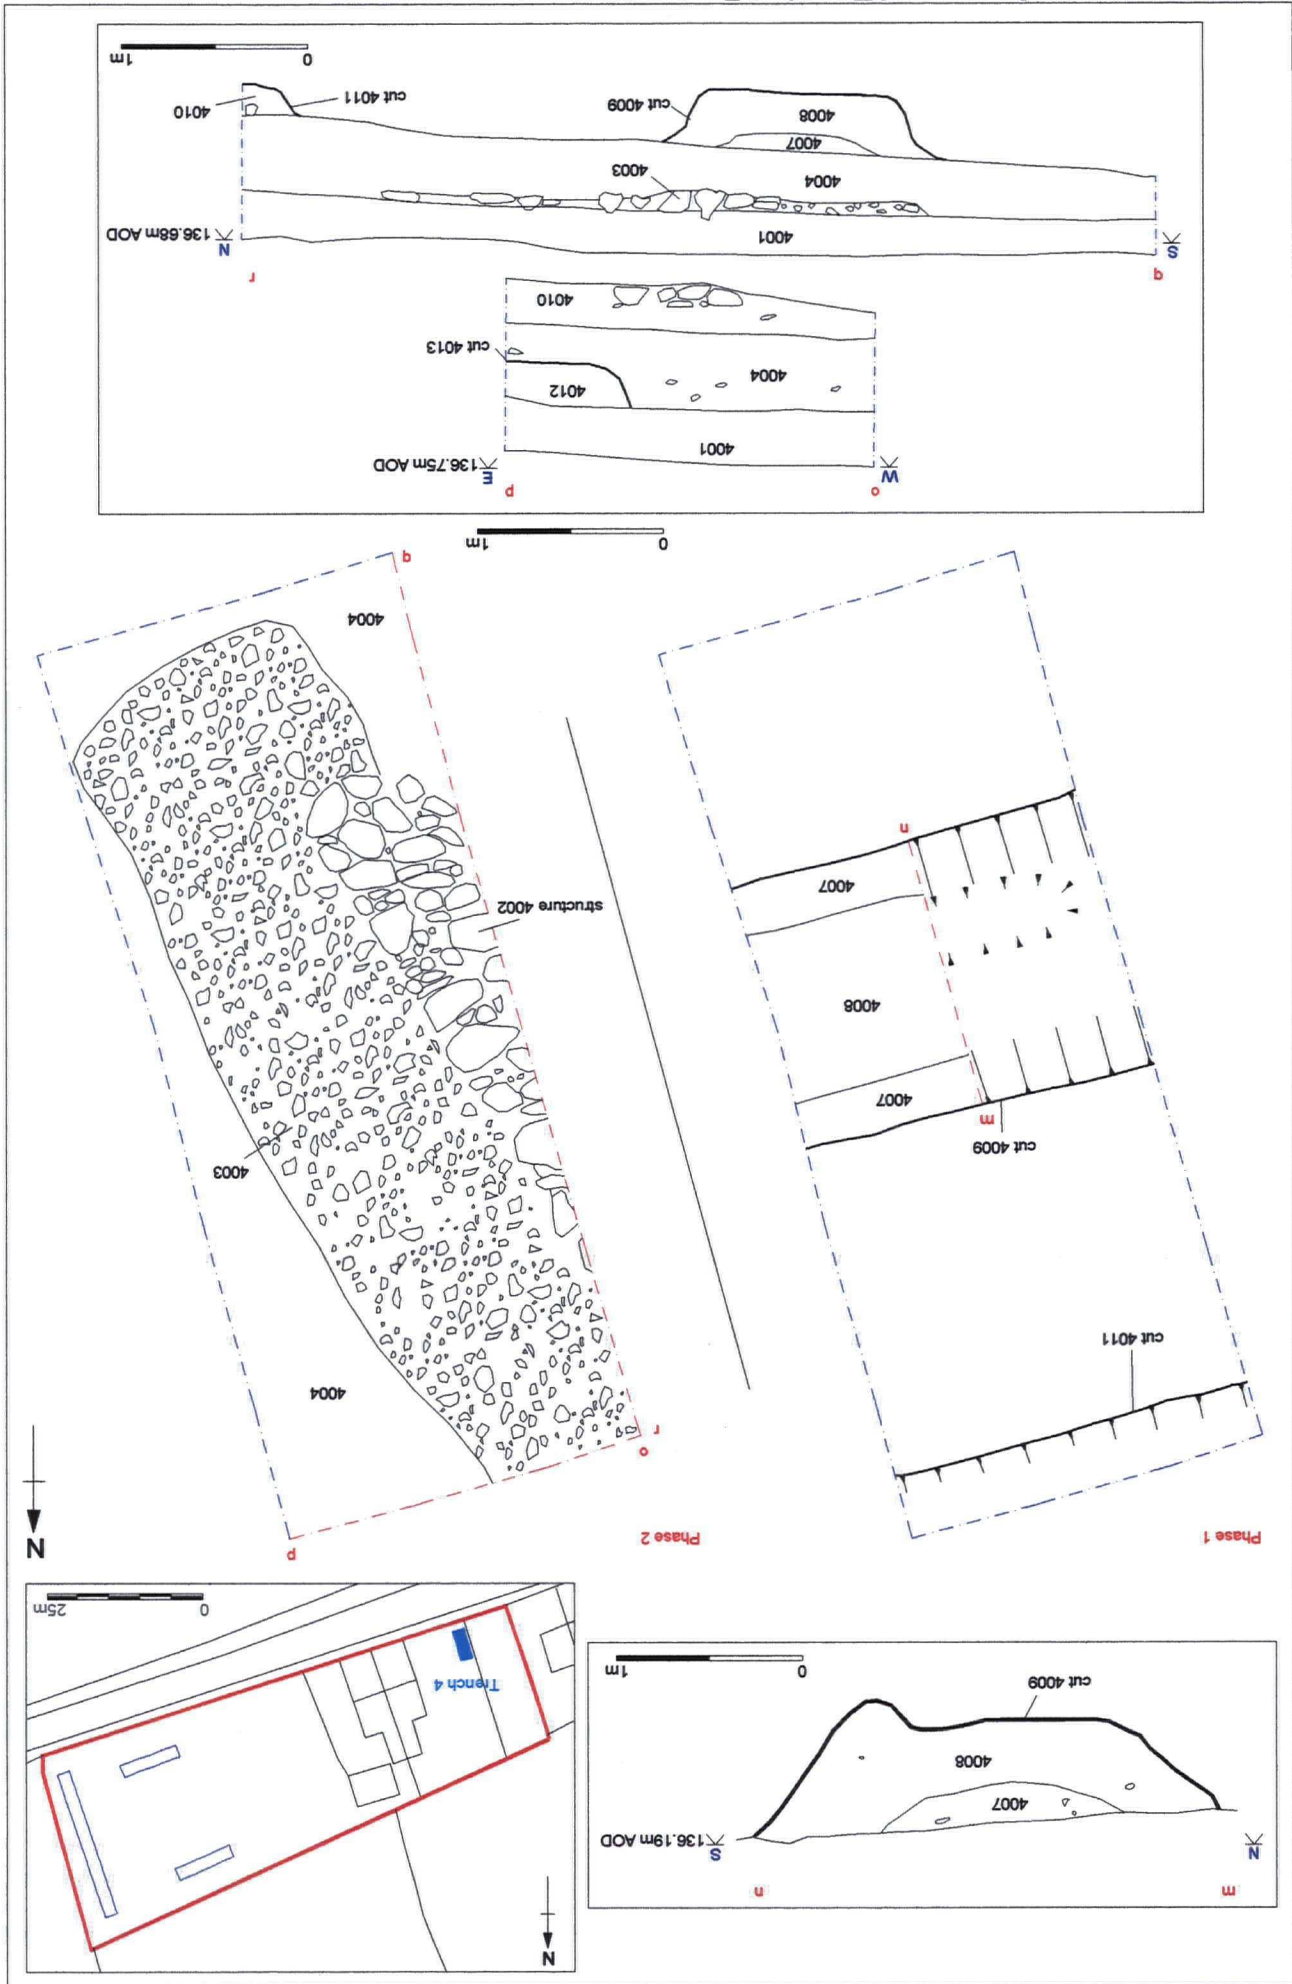 m n
N S 136.19m AOD
4007
4008
cut 4009
0 1m
N
Trench 4
0 25m
Phase 1
cut 4011
cut 4009
m
4007
4008
n
4007
Phase 2
p
N
o
r
4004
4003
structure 4002
4004
q
0 1m
o p
W E 136.75m AOD
4001
4012
4004
cut 4013
4010
q r
S N 136.68m AOD
4001
4004
4003
4007
4008
cut 4009
cut 4011
4010
0 1m